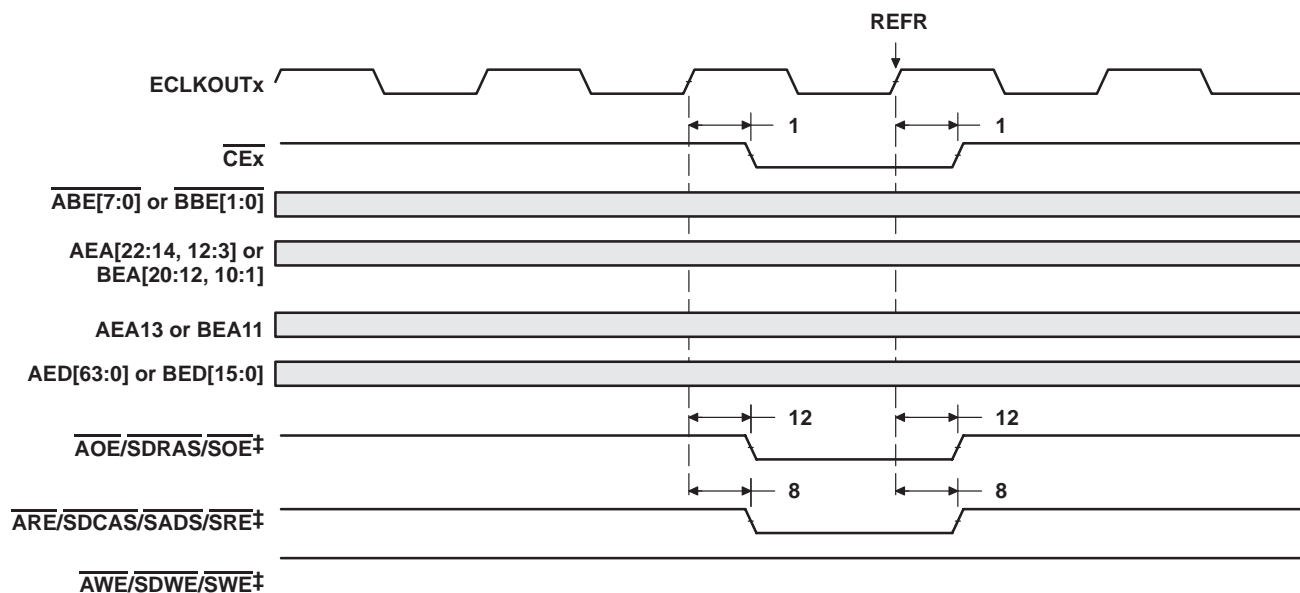 REFR
ECLKOUTx
1 1
CEx
ABE[7:0] or BBE[1:0]
AEA[22:14, 12:3] or
BEA[20:12, 10:1]
AEA13 or BEA11
AED[63:0] or BED[15:0]
12 12
AOE/SDRAS/SOE‡
8 8
ARE/SDCAS/SADS/SRE‡
AWE/SDWE/SWE‡